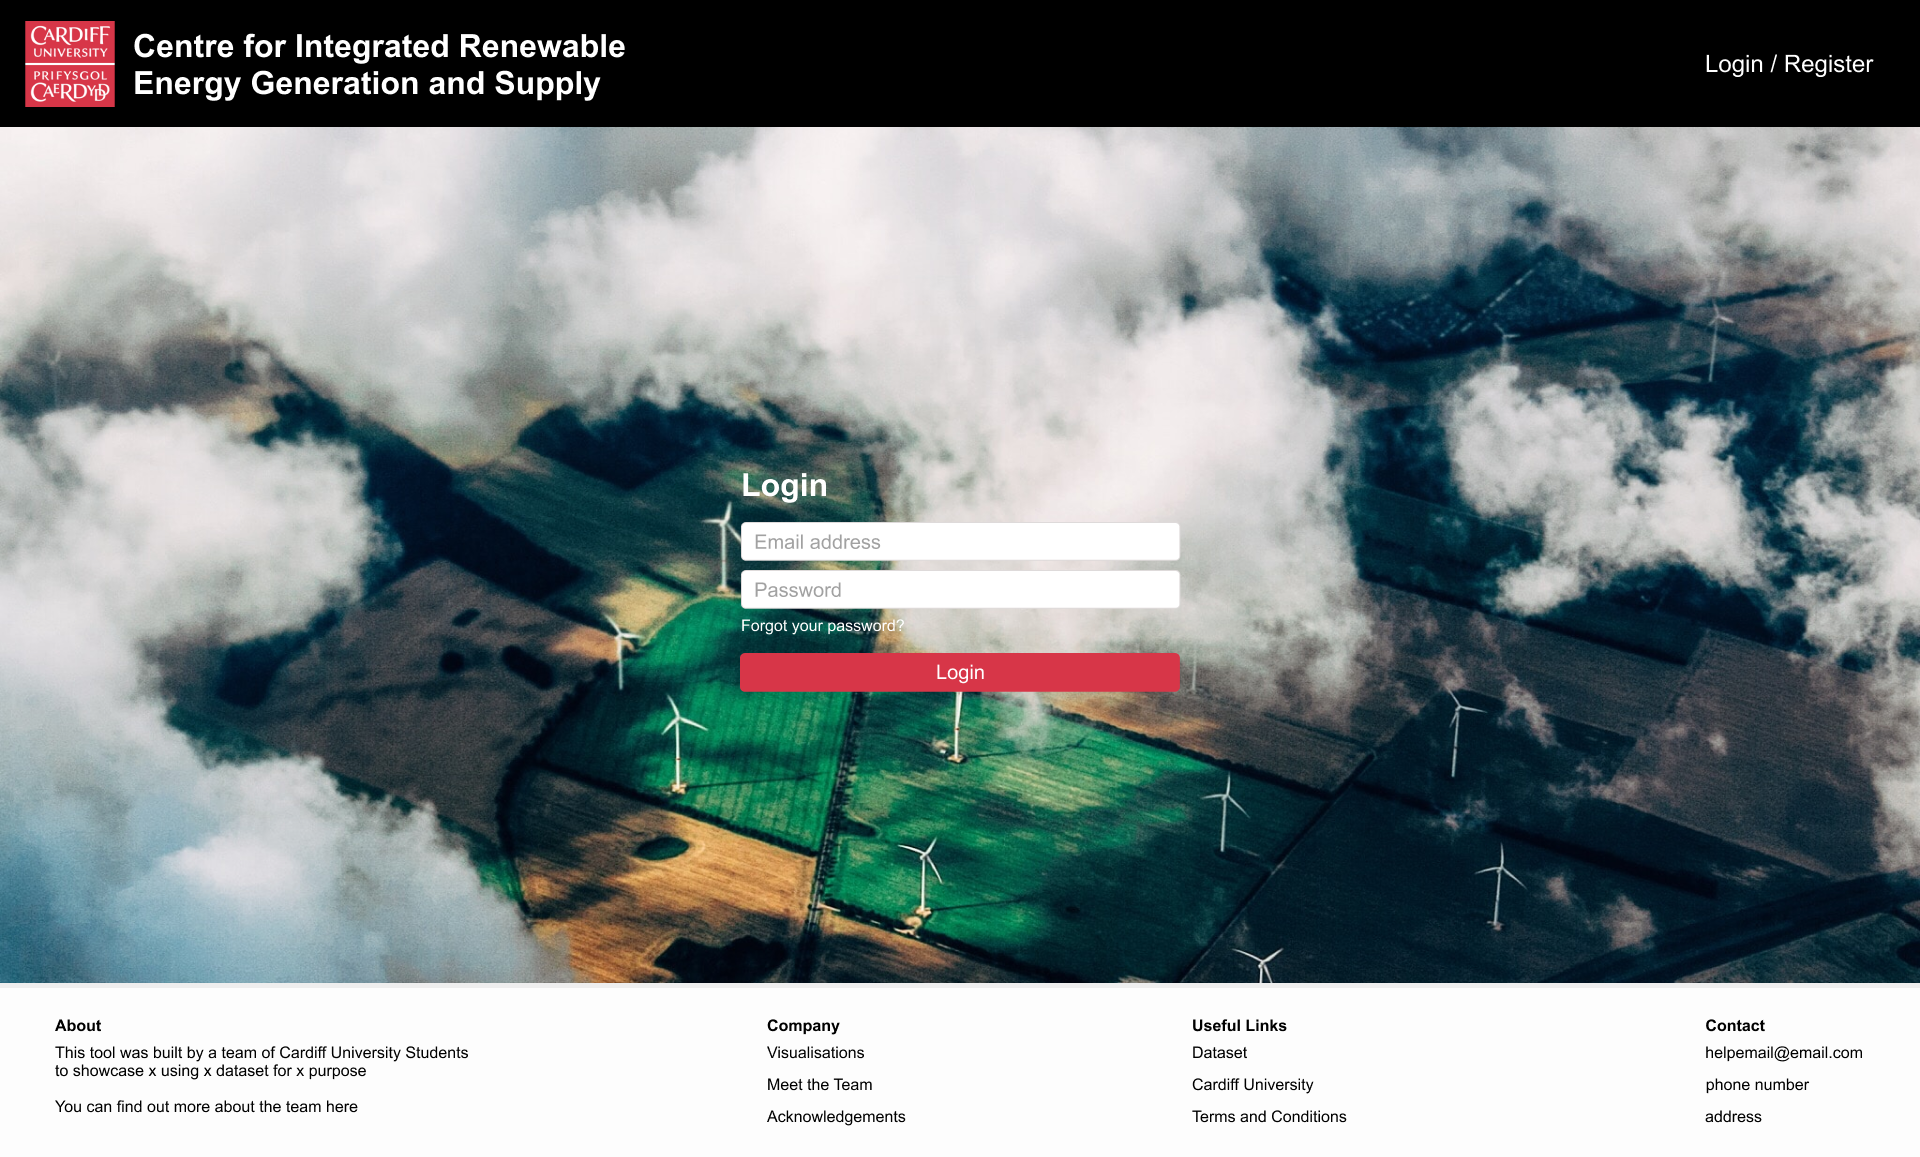 CARDIFF
UNIVERSITY
PRIFYSGOL
CAERDYDD
Centre for Integrated Renewable
Energy Generation and Supply
Login / Register
Login
Email address
Password
Forgot your password?
Login
About
This tool was built by a team of Cardiff University Students
to showcase x using x dataset for x purpose
You can find out more about the team here
Company
Visualisations
Meet the Team
Acknowledgements
Useful Links
Dataset
Cardiff University
Terms and Conditions
Contact
helpemail@email.com
phone number
address